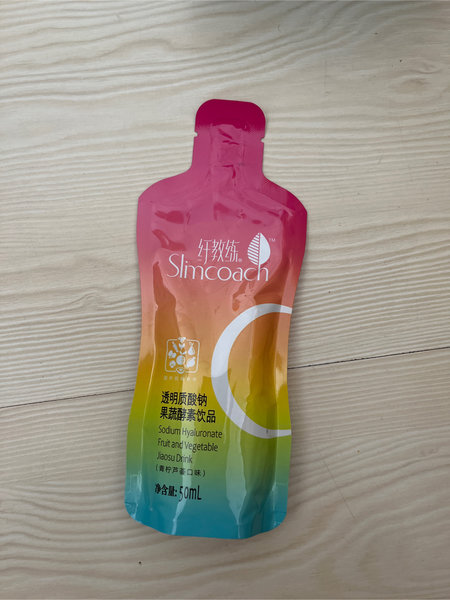 纤教练®
Slimcoach™
透明质酸钠
果蔬酵素饮品
Sodium Hyaluronate
Fruit and Vegetable
Jiaosu Drink
(青柠芦荟口味)
净含量: 50mL